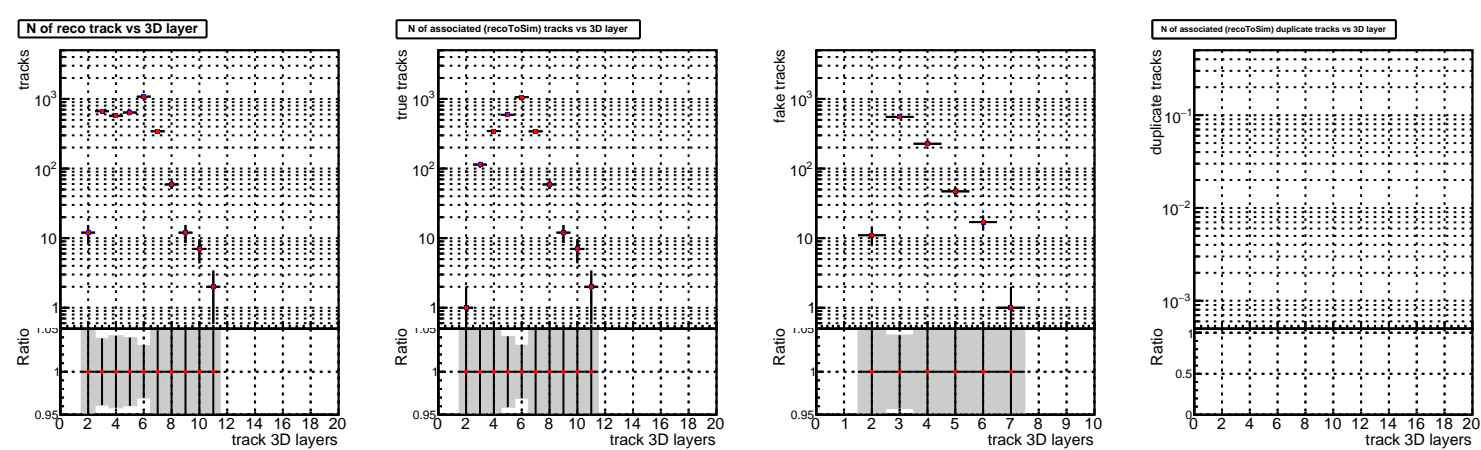 N of reco track vs 3D layer
tracks
10³
10²
10
1
Ratio
1.05
1
0.95
0 2 4 6 8 10 12 14 16 18 20
track 3D layers
N of associated (recoToSim) tracks vs 3D layer
true tracks
10³
10²
10
1
Ratio
1.05
1
0.95
0 2 4 6 8 10 12 14 16 18 20
track 3D layers
fake tracks
10³
10²
10
1
Ratio
1.05
1
0.95
0 1 2 3 4 5 6 7 8 9 10
track 3D layers
N of associated (recoToSim) duplicate tracks vs 3D layer
duplicate tracks
10⁻¹
10⁻²
10⁻³
Ratio
1
0.5
0
0 2 4 6 8 10 12 14 16 18 20
track 3D layers